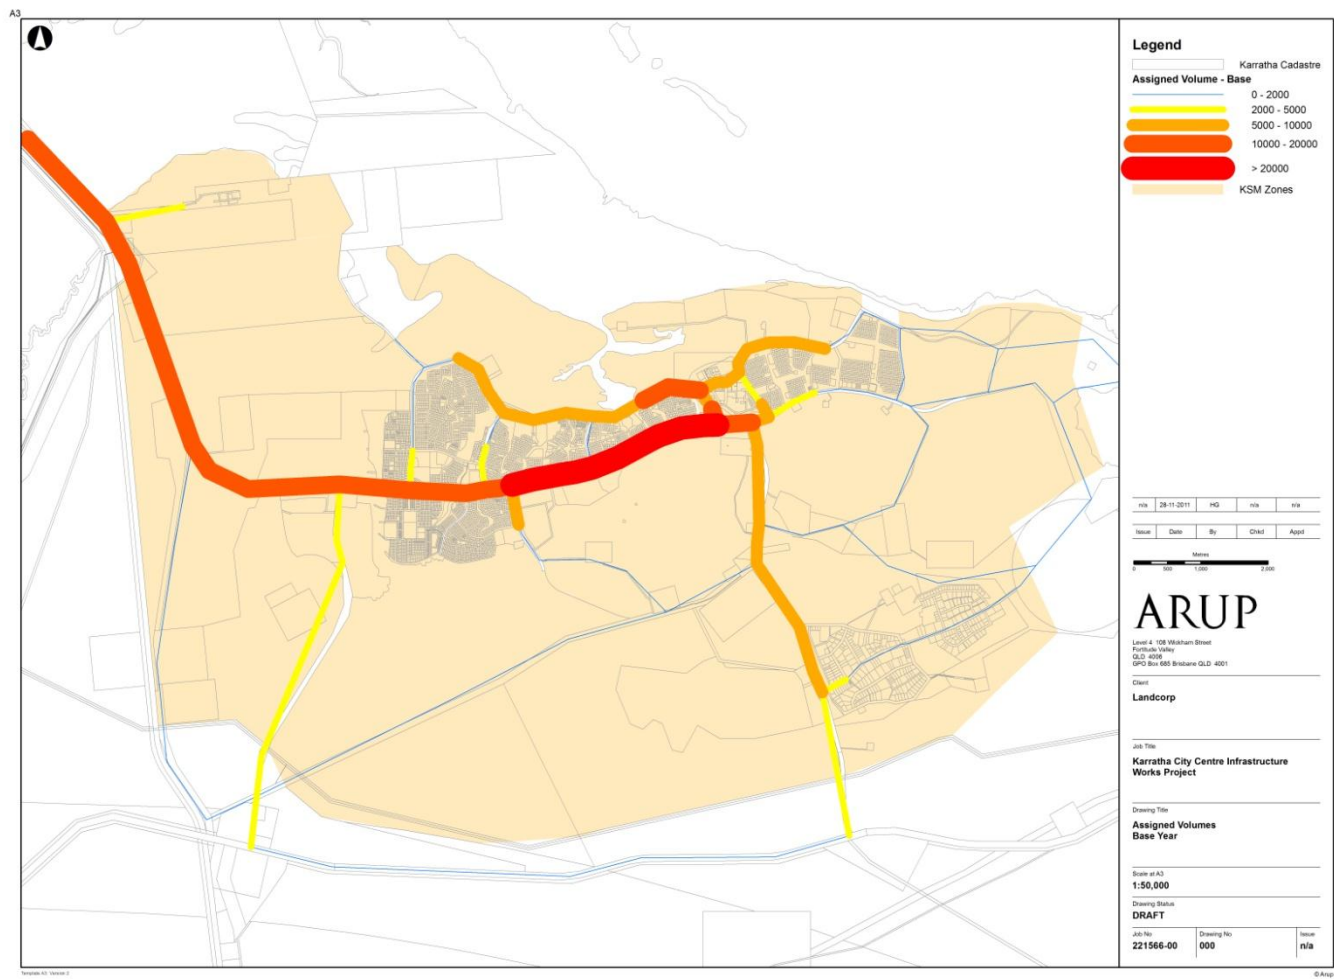 A3
Legend
Karratha Cadastre
Assigned Volume - Base
0 - 2000
2000 - 5000
5000 - 10000
10000 - 20000
> 20000
KSM Zones
n/a 28-11-2011 HG n/a n/a
Issue Date By Chkd Appd
Metres
0 500 1,000 2,000
ARUP
Level 4 108 Wickham Street
Fortitude Valley
QLD 4006
GPO Box 685 Brisbane QLD 4001
Client
Landcorp
Job Title
Karratha City Centre Infrastructure
Works Project
Drawing Title
Assigned Volumes
Base Year
Scale at A3
1:50,000
Drawing Status
DRAFT
Job No Drawing No Issue
221566-00 000 n/a
© Arup